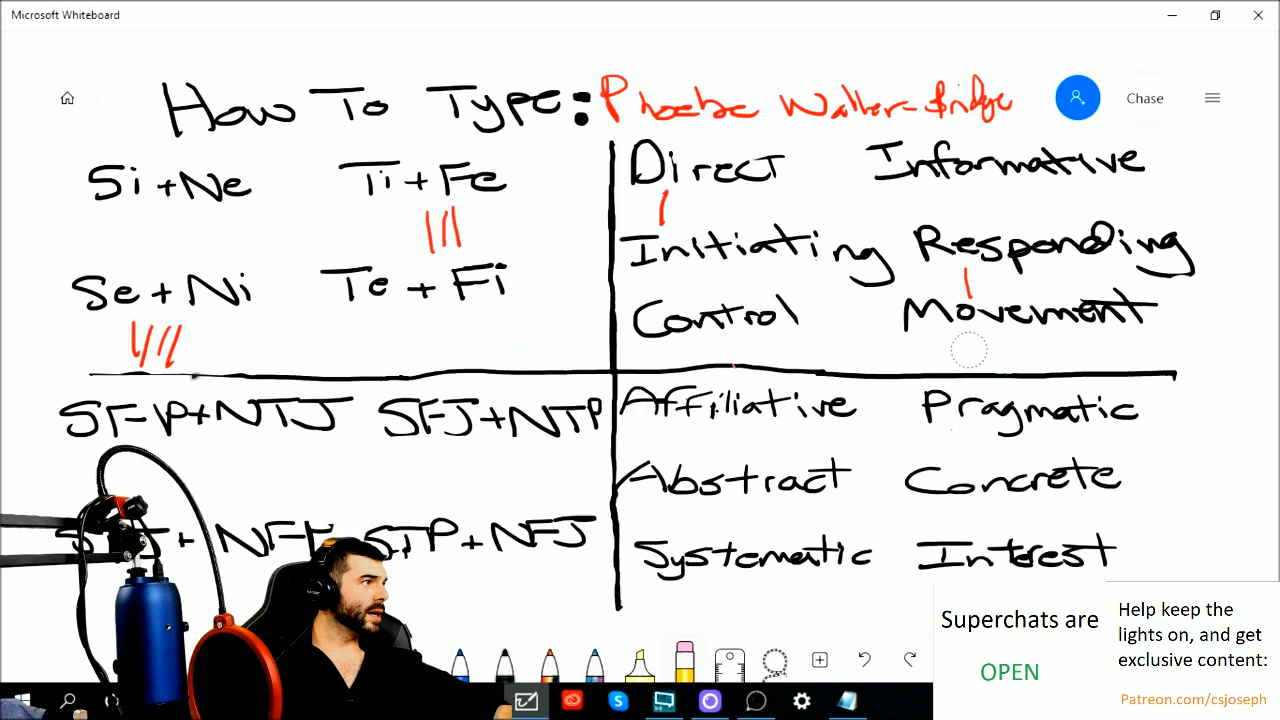 Microsoft Whiteboard
How To Type: Phoebe Waller-Bridge
Chase
Si + Ne Ti + Fe
Se + Ni Te + Fi
Direct Informative
Initiating Responding
Control Movement
SFP + NTJ SFJ + NTP
+ NFP STP + NFJ
Affiliative Pragmatic
Abstract Concrete
Systematic Interest
Superchats are
OPEN
Help keep the
lights on, and get
exclusive content:
Patreon.com/csjoseph